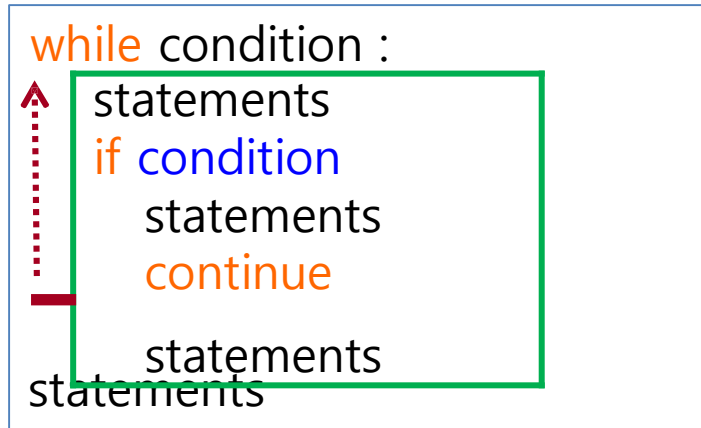 while condition :
statements
if condition
statements
continue
statements
statements